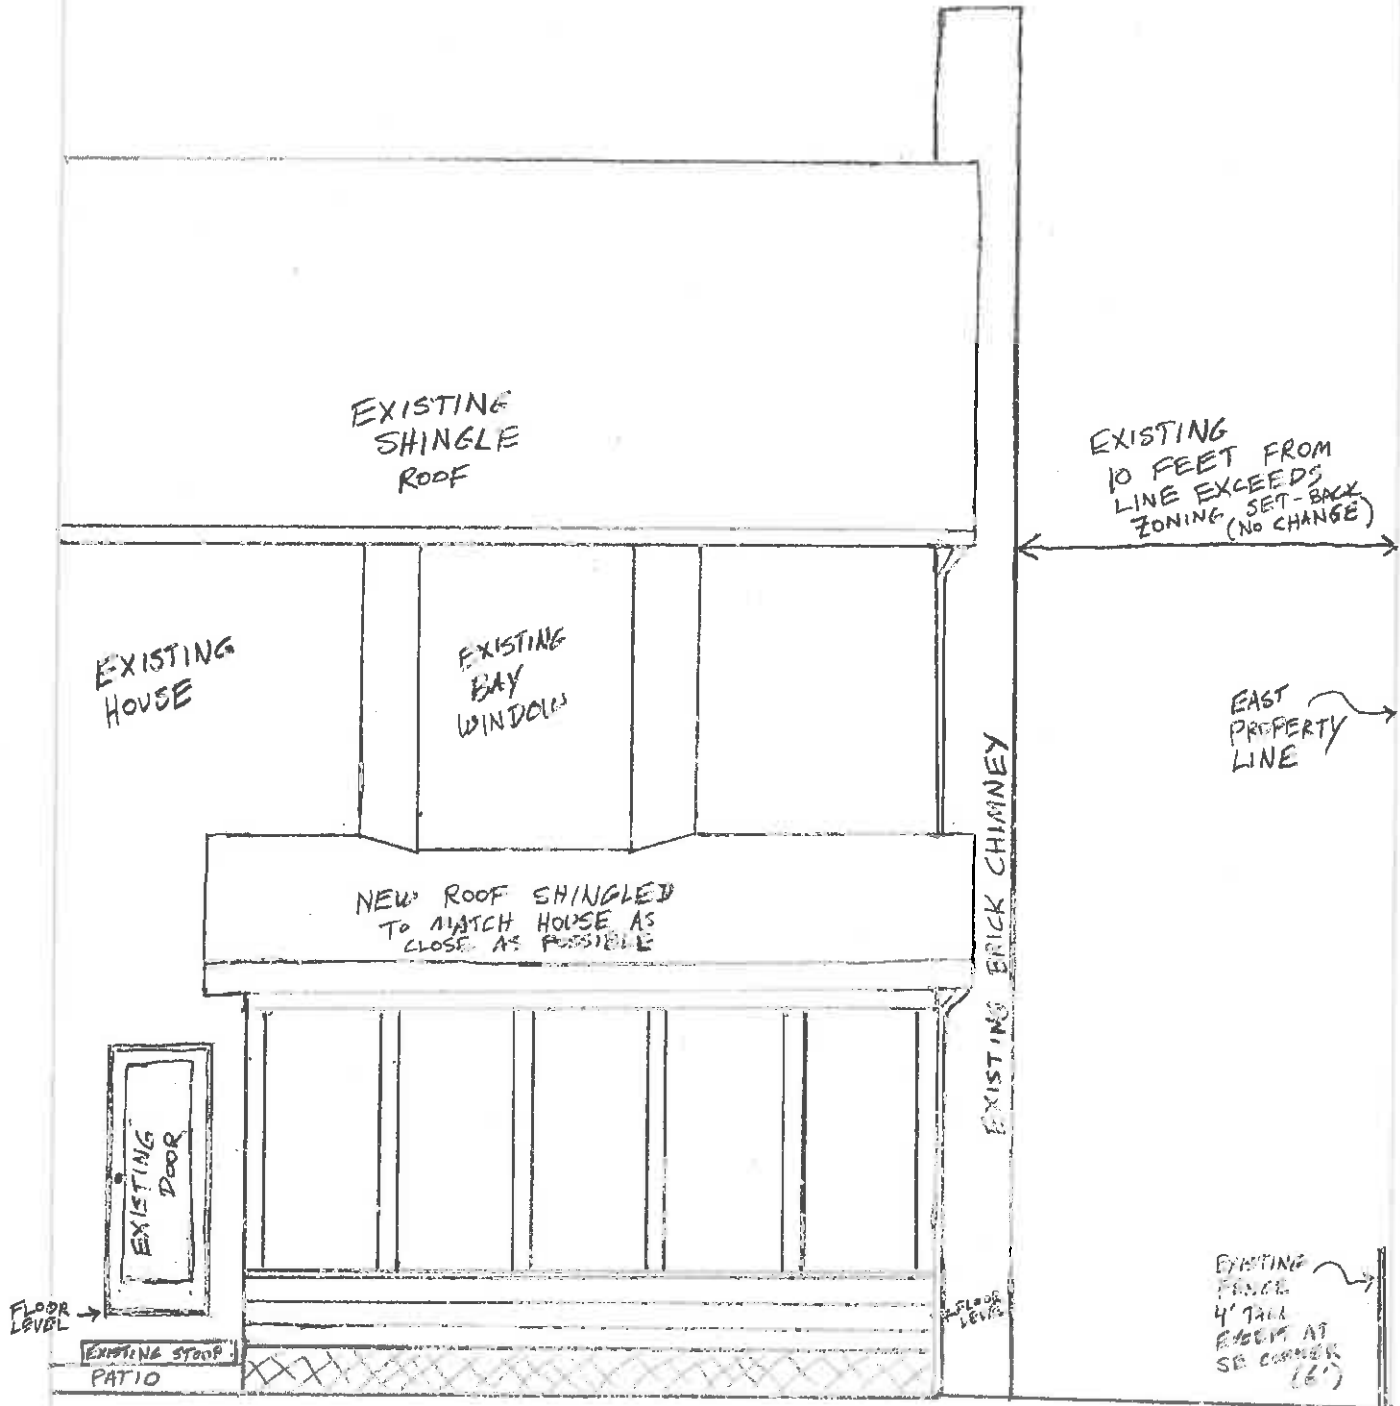 EXISTING
SHINGLE
ROOF
EXISTING
10 FEET FROM
LINE EXCEEDS
ZONING SET-BACK
(NO CHANGE)
EXISTING
HOUSE
EXISTING
BAY
WINDOW
EAST
PROPERTY
LINE
NEW ROOF SHINGLED
TO MATCH HOUSE AS
CLOSE AS POSSIBLE
EXISTING BRICK CHIMNEY
EXISTING
DOOR
FLOOR
LEVEL
EXISTING STOOP
PATIO
FLOOR
LEVEL
EXISTING
FENCE
4' TALL
EXCEPT AT
SE CORNER
(6')